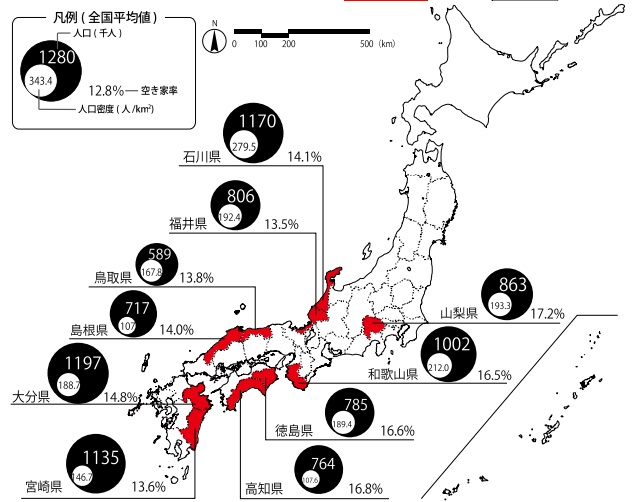 凡例 ( 全国平均値 )
人口 ( 千人 )
1280
343.4
12.8%
空き家率
人口密度 ( 人 /km²)
N
0 100 200 500 (km)
1170
279.5
石川県 14.1%
806
192.4
福井県 13.5%
589
167.8
鳥取県 13.8%
717
107
島根県 14.0%
1197
188.7
大分県 14.8%
1135
146.7
宮崎県 13.6%
863
193.3
山梨県 17.2%
1002
212.0
和歌山県 16.5%
785
189.4
徳島県 16.6%
764
107.6
高知県 16.8%